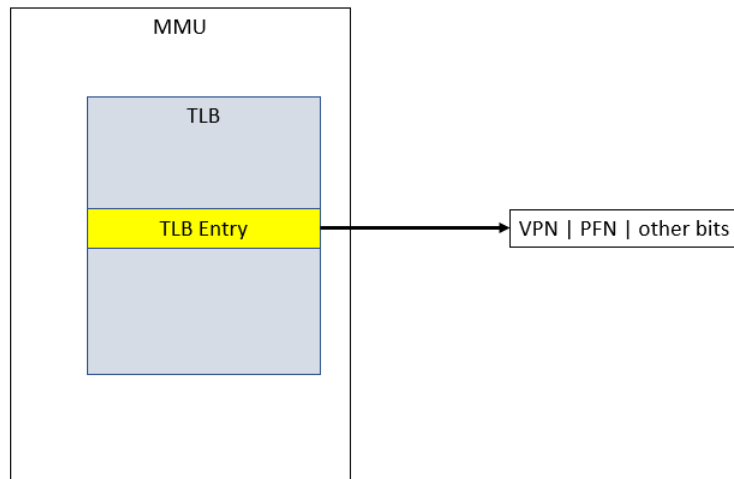 MMU
TLB
TLB Entry
VPN | PFN | other bits